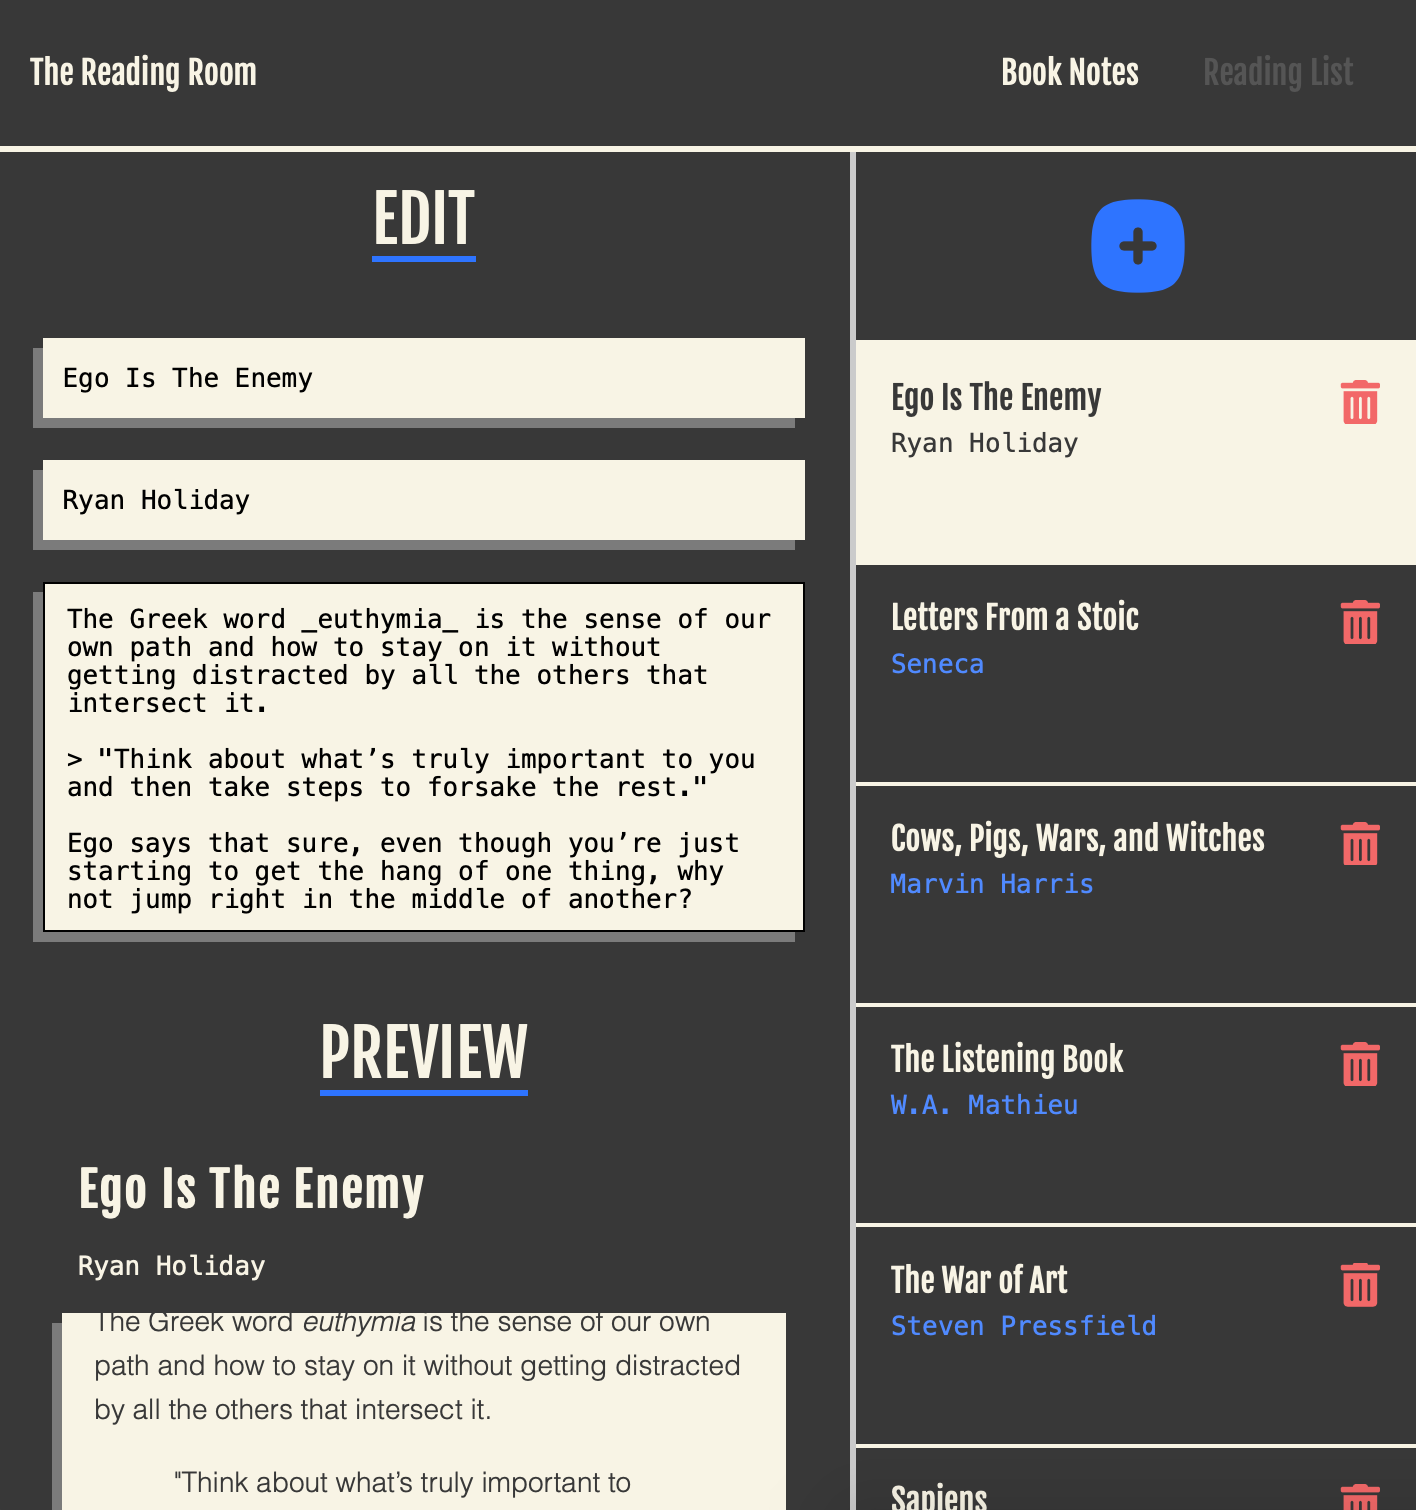 The Reading Room
Book Notes
Reading List
EDIT
Ego Is The Enemy
Ryan Holiday
The Greek word _euthymia_ is the sense of our
own path and how to stay on it without
getting distracted by all the others that
intersect it.
> "Think about what’s truly important to you
and then take steps to forsake the rest."
Ego says that sure, even though you’re just
starting to get the hang of one thing, why
not jump right in the middle of another?
PREVIEW
Ego Is The Enemy
Ryan Holiday
The Greek word euthymia is the sense of our own
path and how to stay on it without getting distracted
by all the others that intersect it.
"Think about what’s truly important to
Ego Is The Enemy
Ryan Holiday
Letters From a Stoic
Seneca
Cows, Pigs, Wars, and Witches
Marvin Harris
The Listening Book
W.A. Mathieu
The War of Art
Steven Pressfield
Sapiens